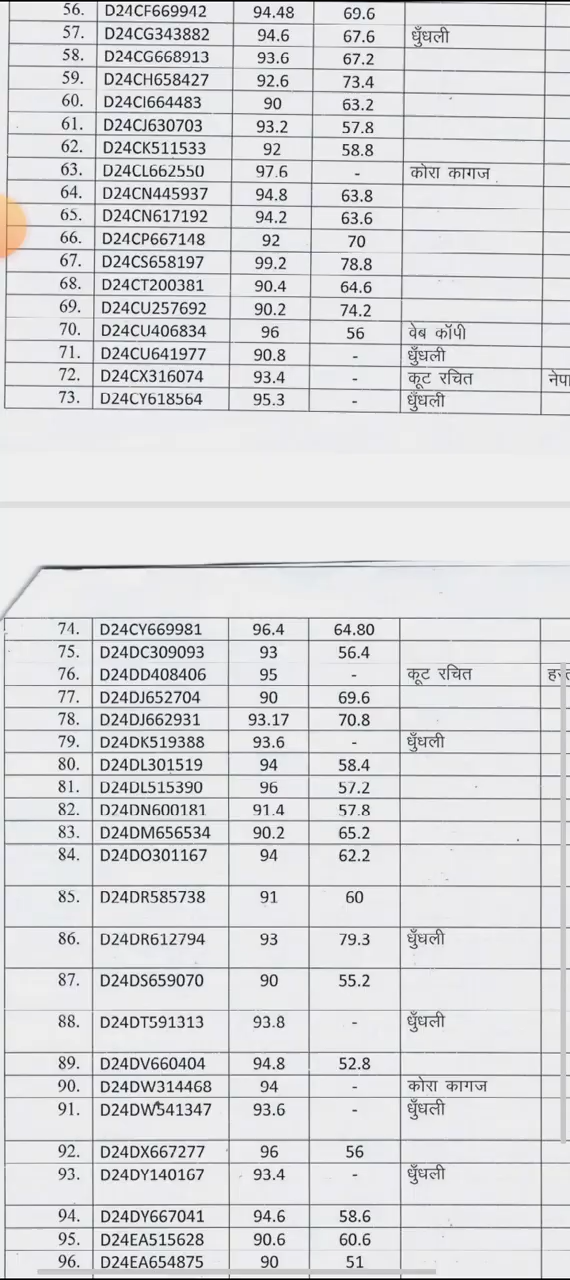 56. D24CF669942 94.48 69.6
57. D24CG343882 94.6 67.6 धुँधली
58. D24CG668913 93.6 67.2
59. D24CH658427 92.6 73.4
60. D24CI664483 90 63.2
61. D24CJ630703 93.2 57.8
62. D24CK511533 92 58.8
63. D24CL662550 97.6 - कोरा कागज
64. D24CN445937 94.8 63.8
65. D24CN617192 94.2 63.6
66. D24CP667148 92 70
67. D24CS658197 99.2 78.8
68. D24CT200381 90.4 64.6
69. D24CU257692 90.2 74.2
70. D24CU406834 96 56 वेब कॉपी
71. D24CU641977 90.8 - धुँधली
72. D24CX316074 93.4 - कूट रचित नेपा
73. D24CY618564 95.3 - धुँधली
74. D24CY669981 96.4 64.80
75. D24DC309093 93 56.4
76. D24DD408406 95 - कूट रचित
77. D24DJ652704 90 69.6
78. D24DJ662931 93.17 70.8
79. D24DK519388 93.6 - धुँधली
80. D24DL301519 94 58.4
81. D24DL515390 96 57.2
82. D24DN600181 91.4 57.8
83. D24DM656534 90.2 65.2
84. D24DO301167 94 62.2
85. D24DR585738 91 60
86. D24DR612794 93 79.3 धुँधली
87. D24DS659070 90 55.2
88. D24DT591313 93.8 - धुँधली
89. D24DV660404 94.8 52.8
90. D24DW314468 94 - कोरा कागज
91. D24DW541347 93.6 - धुँधली
92. D24DX667277 96 56
93. D24DY140167 93.4 - धुँधली
94. D24DY667041 94.6 58.6
95. D24EA515628 90.6 60.6
96. D24EA654875 90 51